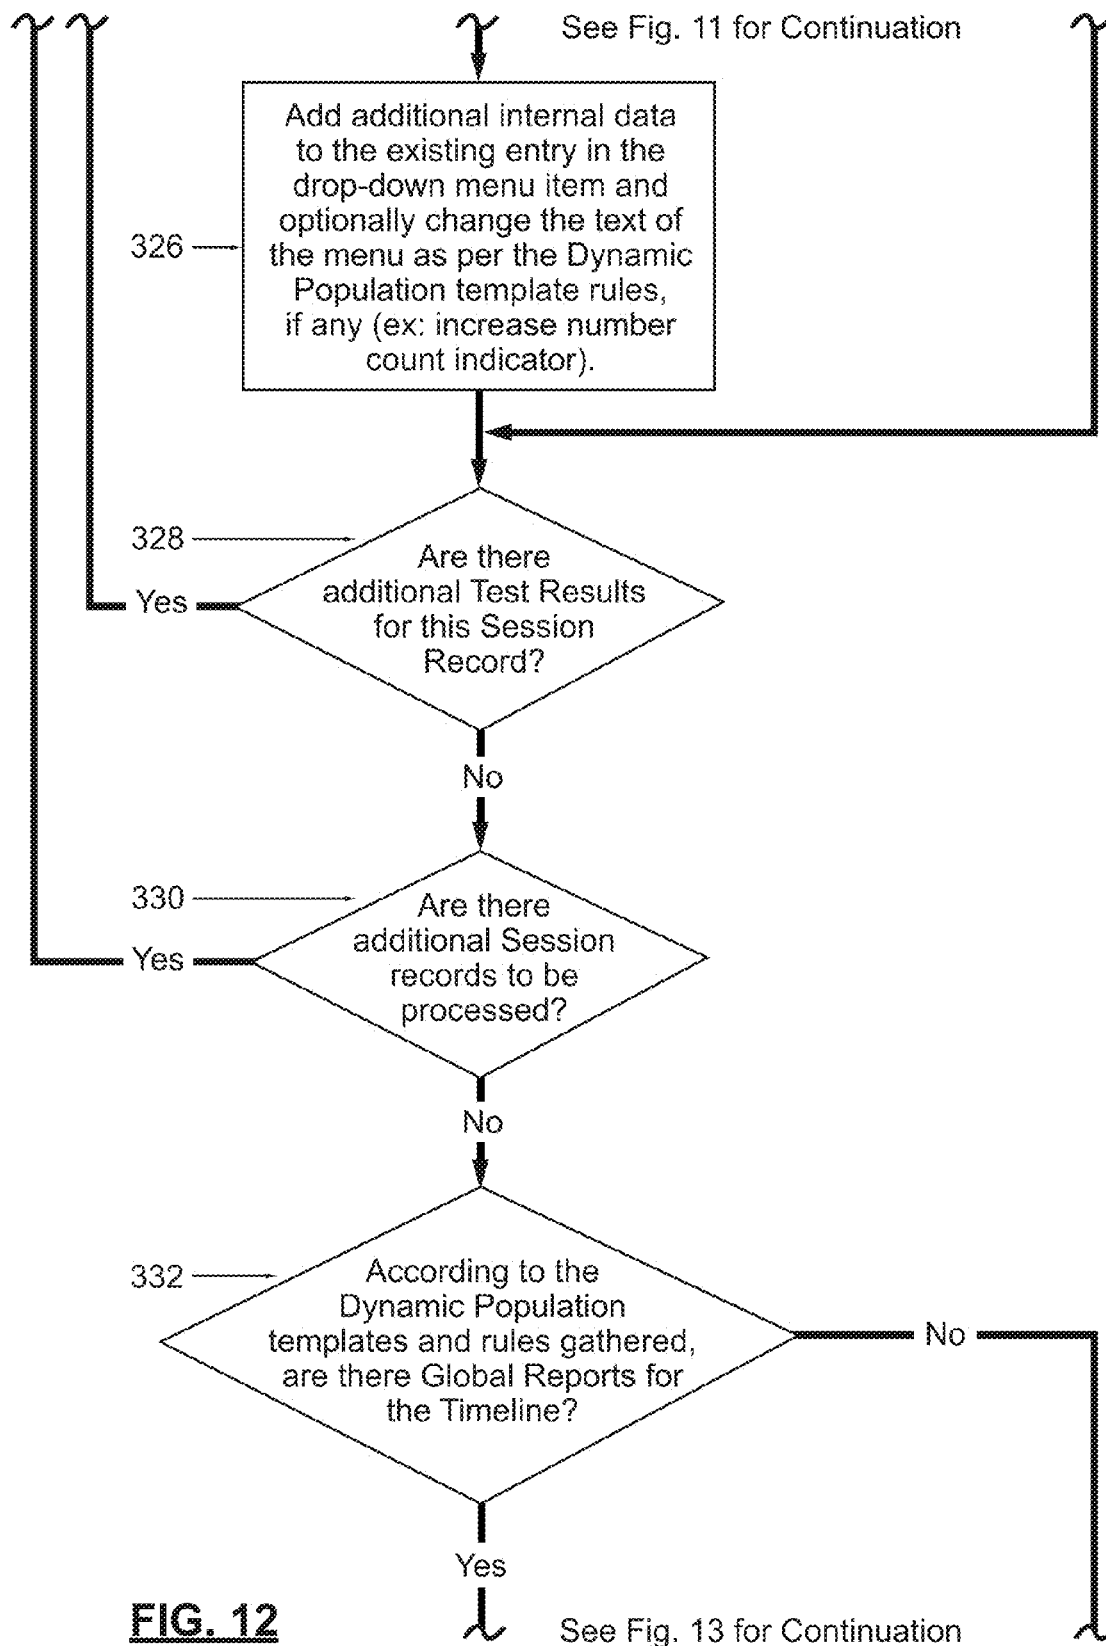 See Fig. 11 for Continuation
Add additional internal data
to the existing entry in the
drop-down menu item and
optionally change the text of
the menu as per the Dynamic
Population template rules,
if any (ex: increase number
count indicator).
326
328
Are there
additional Test Results
for this Session
Record?
Yes
No
330
Are there
additional Session
records to be
processed?
Yes
No
332
According to the
Dynamic Population
templates and rules gathered,
are there Global Reports for
the Timeline?
No
Yes
FIG. 12
See Fig. 13 for Continuation